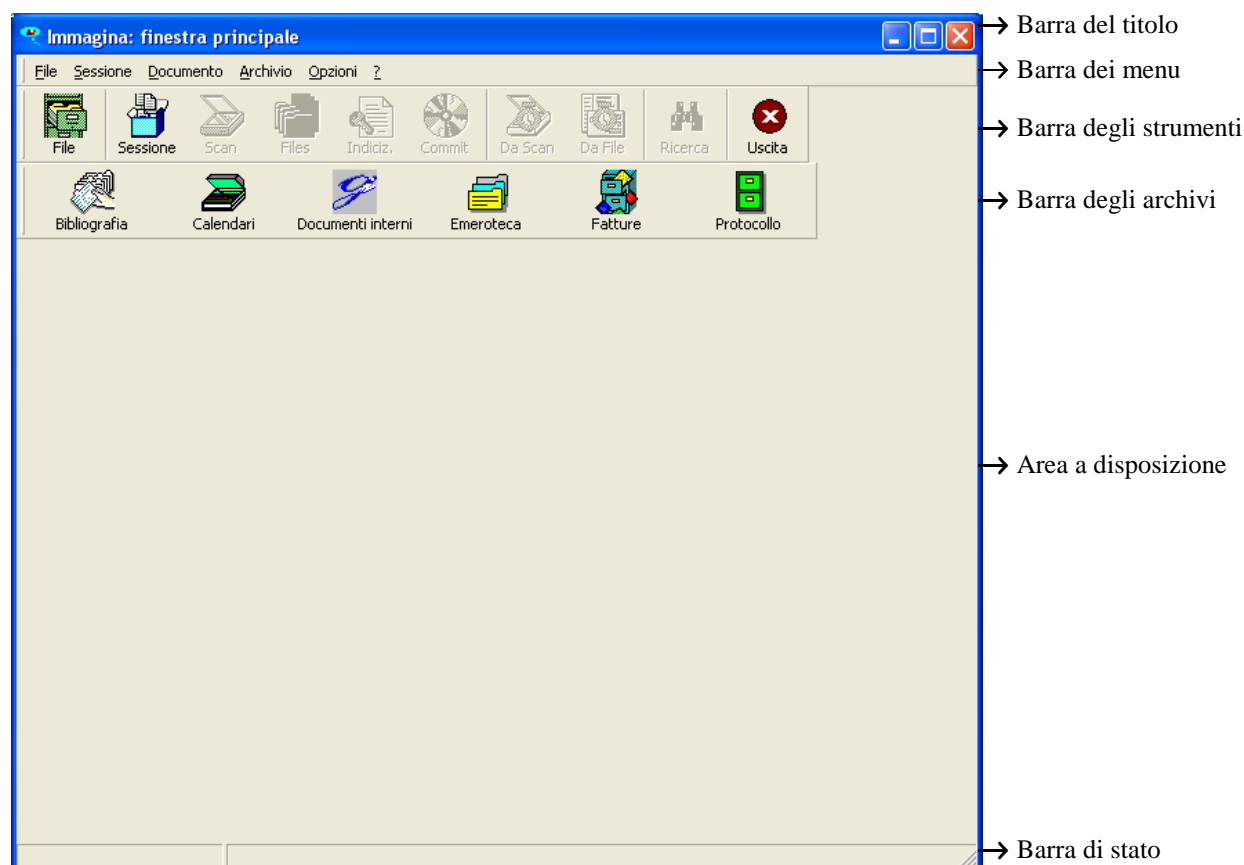 Immagina: finestra principale
Barra del titolo
File Sessione Documento Archivio Opzioni ?
Barra dei menu
File Sessione Scan Files Indiciz. Commit Da Scan Da File Ricerca Uscita
Barra degli strumenti
Bibliografia Calendari Documenti interni Emeroteca Fatture Protocollo
Barra degli archivi
Area a disposizione
Barra di stato